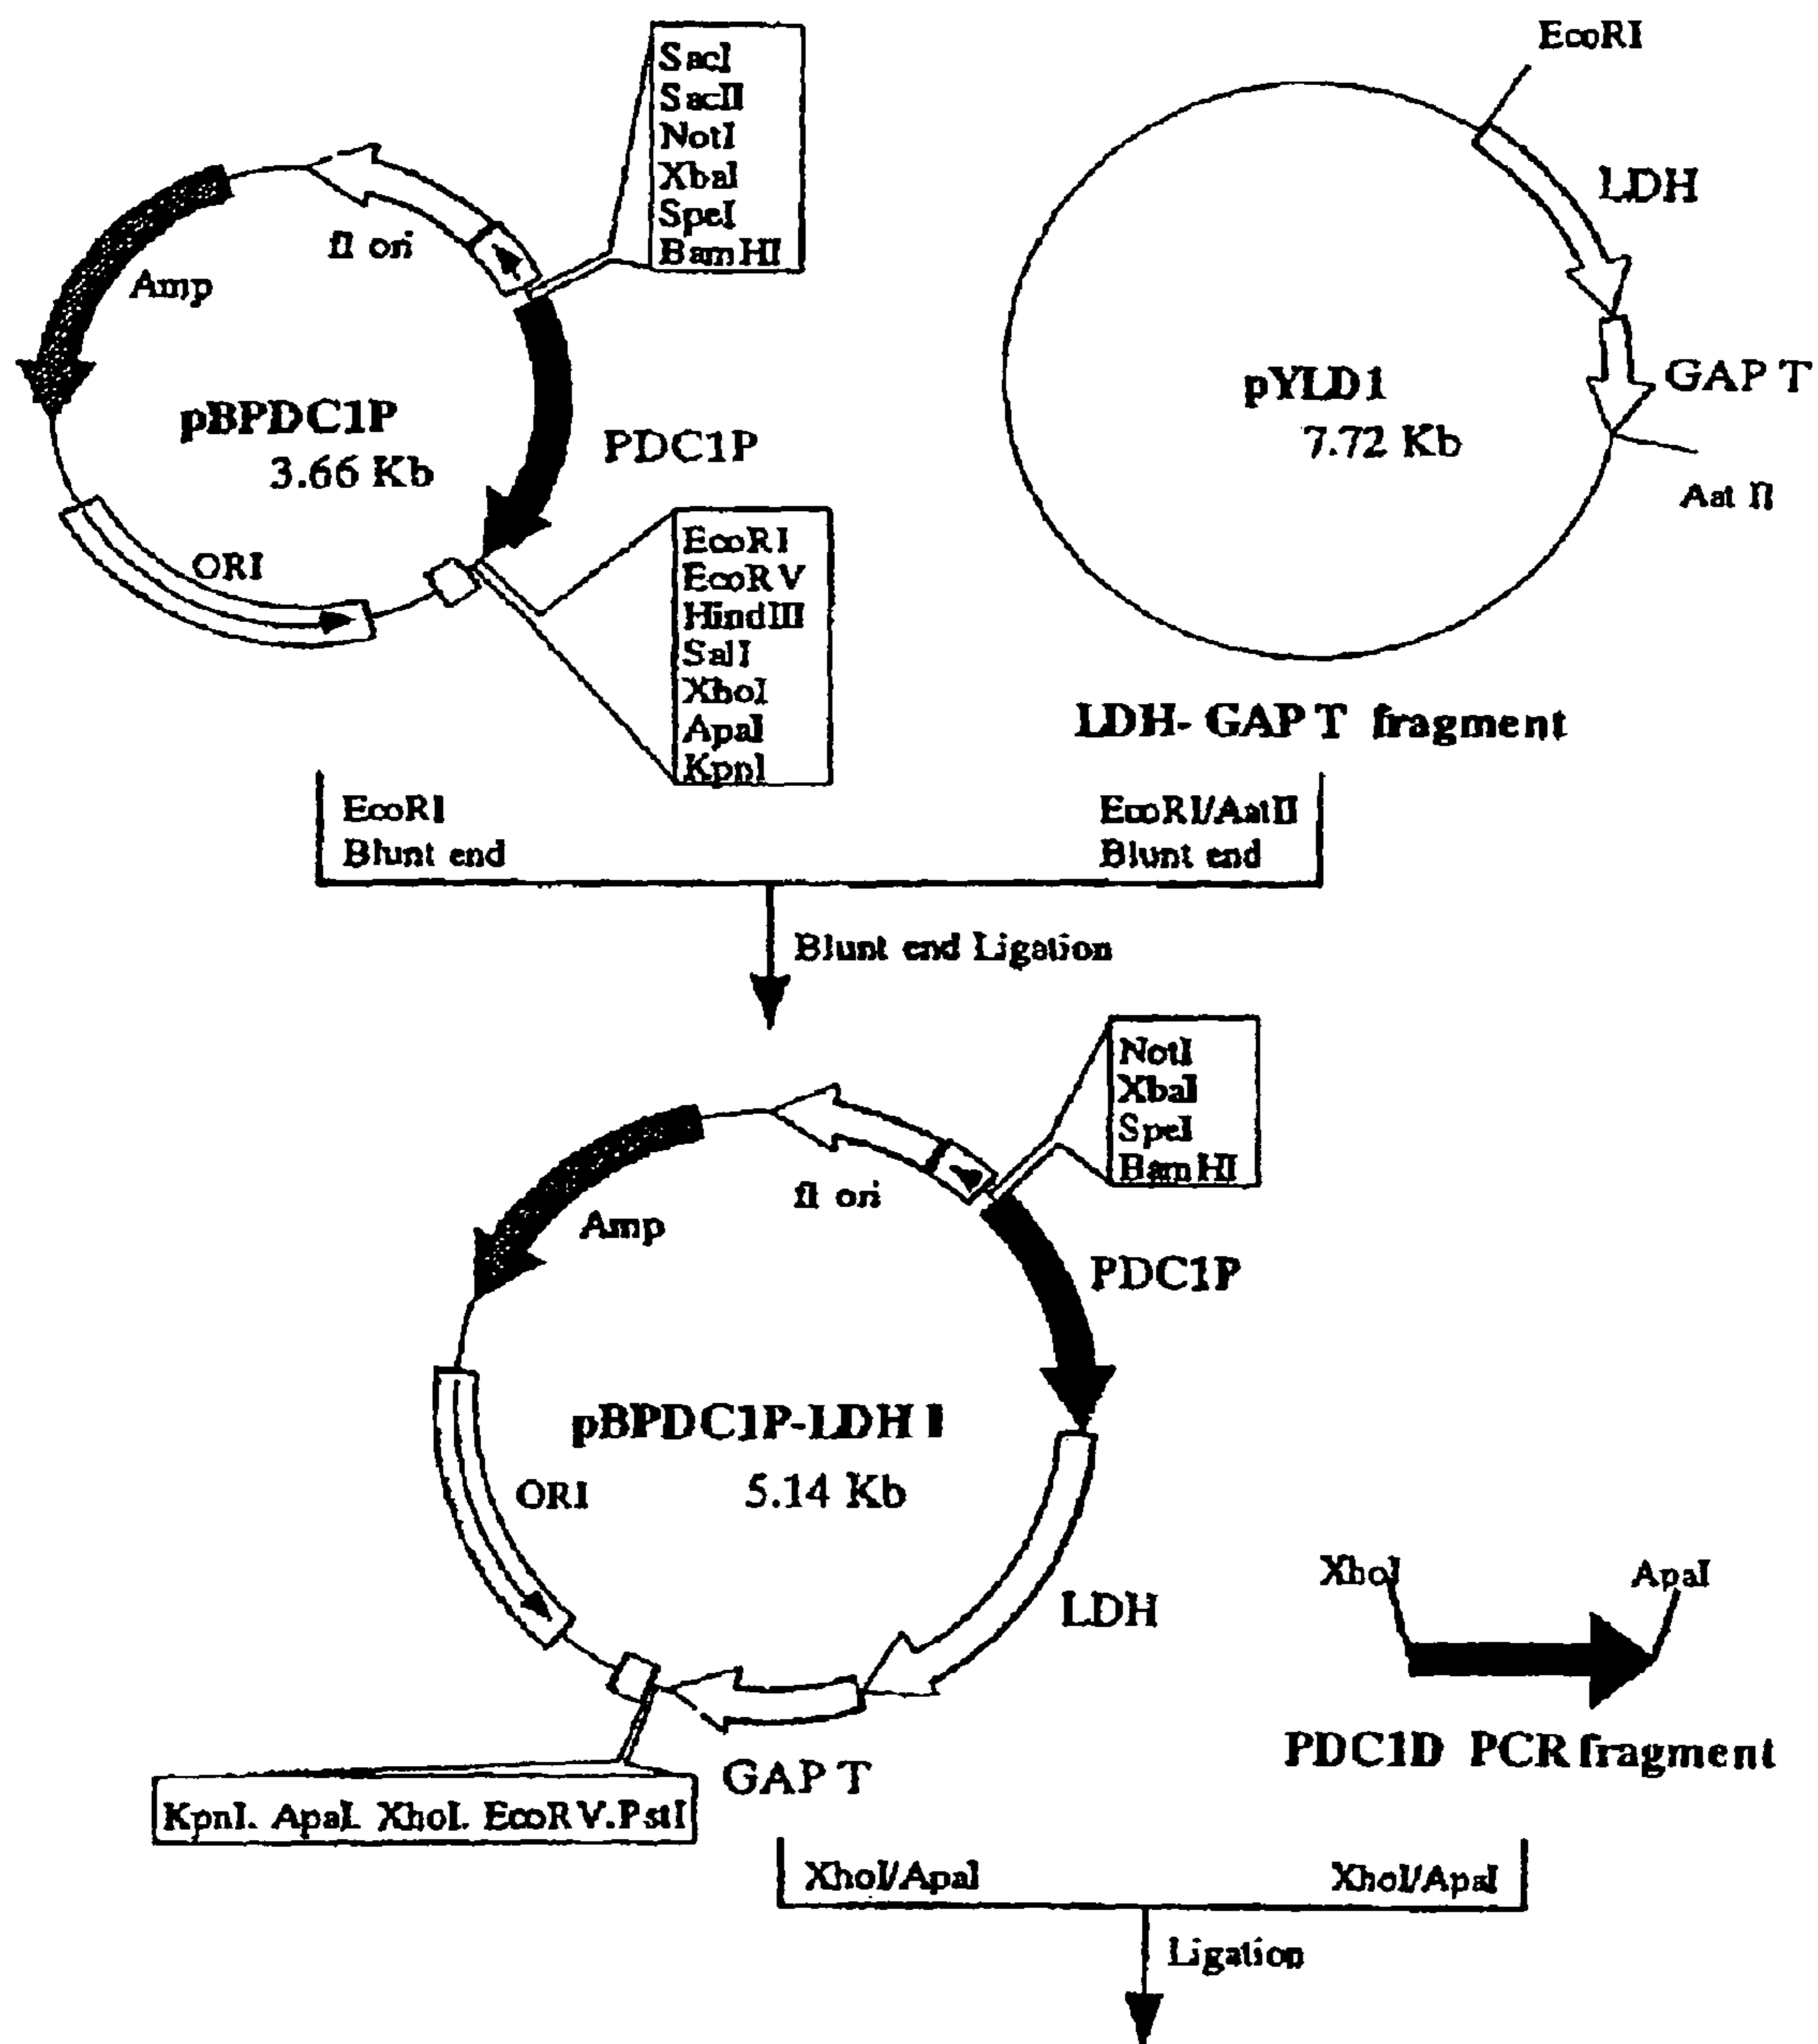 SacI
SacII
NotI
XbaI
SpeI
BamHI
EcoRI
LDH
GAP T
Aat II
pYLD1
7.72 Kb
LDH- GAP T fragment
f1 ori
Amp
pBPDC1P
3.66 Kb
PDC1P
ORI
EcoRI
EcoRV
HindIII
SalI
XhoI
ApaI
KpnI
EcoRI
Blunt end
EcoRI/AatII
Blunt end
Blunt end Ligation
NotI
XbaI
SpeI
BamHI
f1 ori
Amp
PDC1P
pBPDC1P-LDH I
5.14 Kb
ORI
LDH
GAP T
KpnI. ApaI. XhoI. EcoRV.PstI
XhoI
ApaI
PDC1D PCR fragment
XhoI/ApaI
XhoI/ApaI
Ligation